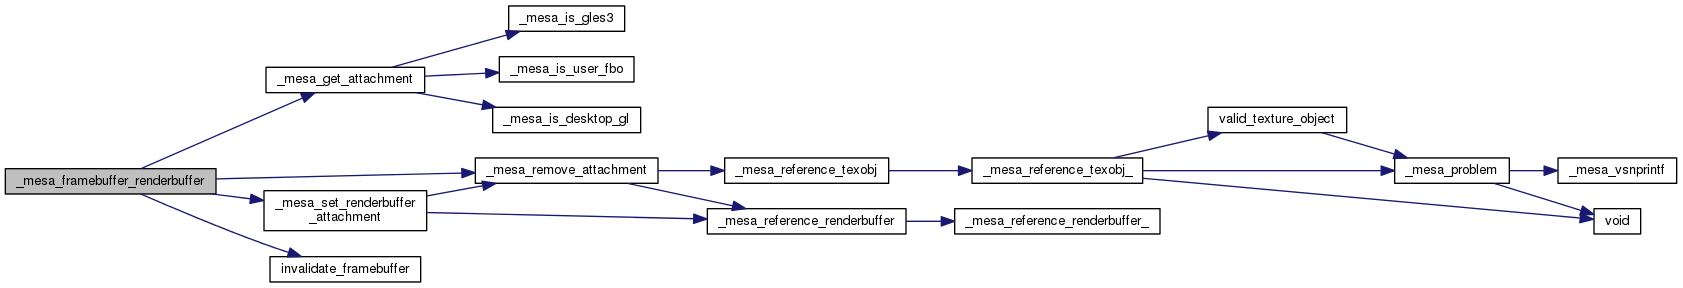 _mesa_is_gles3
_mesa_get_attachment
_mesa_is_user_fbo
_mesa_is_desktop_gl
valid_texture_object
_mesa_framebuffer_renderbuffer
_mesa_remove_attachment
_mesa_reference_texobj
_mesa_reference_texobj_
_mesa_problem
_mesa_vsnprintf
_mesa_set_renderbuffer
_attachment
_mesa_reference_renderbuffer
_mesa_reference_renderbuffer_
void
invalidate_framebuffer